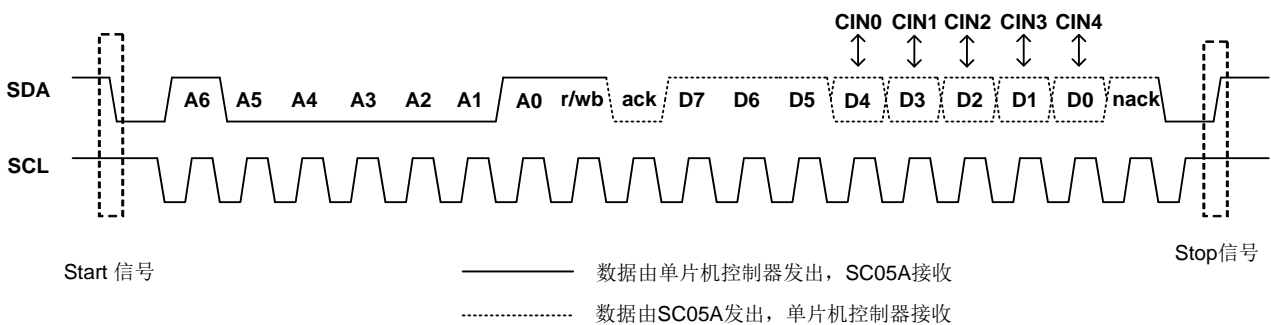 CIN0 CIN1 CIN2 CIN3 CIN4
SDA A6 A5 A4 A3 A2 A1 A0 r/wb ack D7 D6 D5 D4 D3 D2 D1 D0 nack
SCL
Start 信号
Stop信号
数据由单片机控制器发出，SC05A接收
数据由SC05A发出，单片机控制器接收